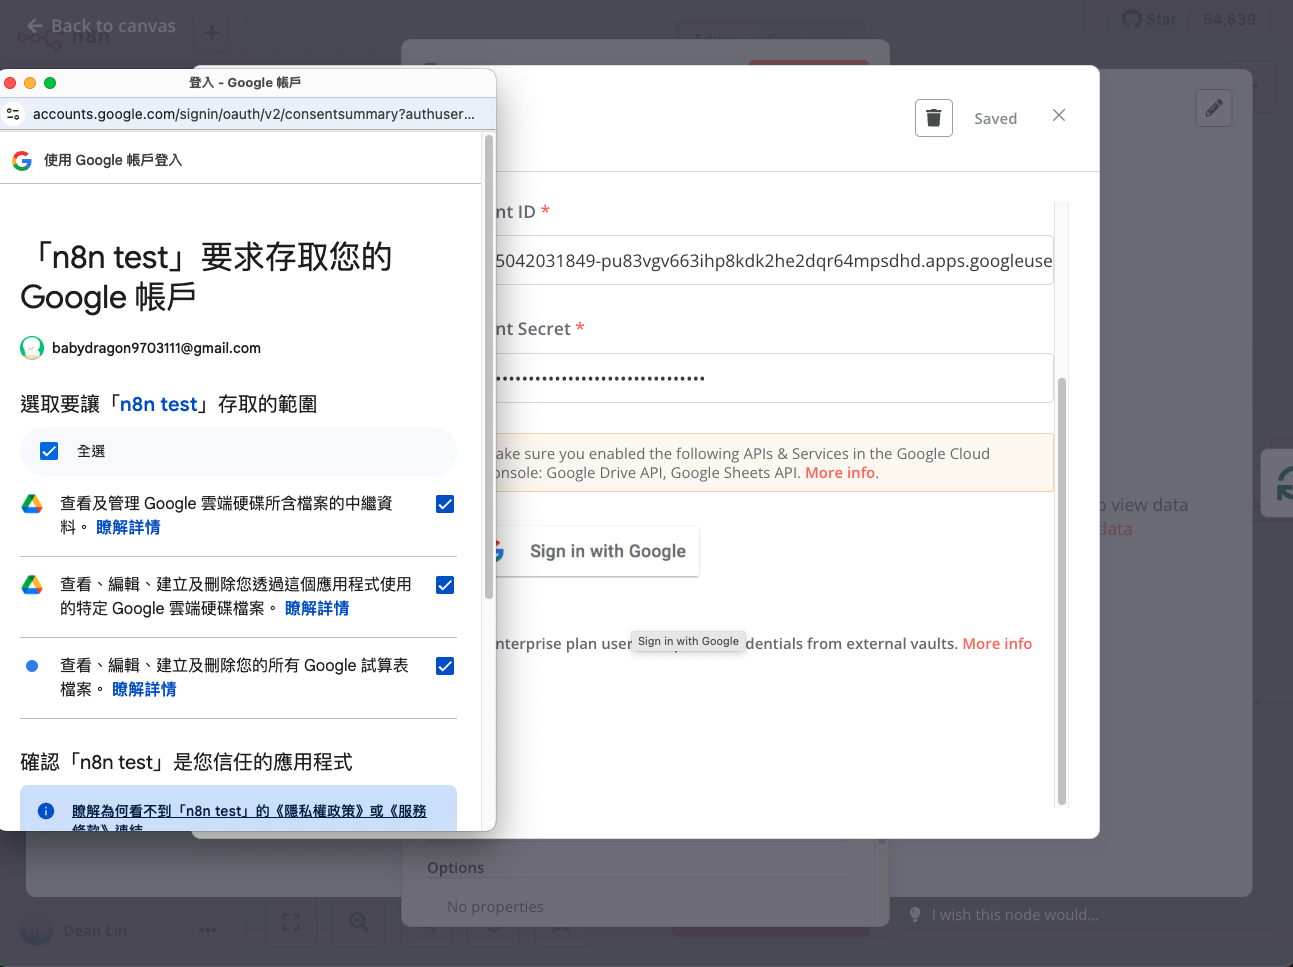 Back to canvas
n8n
Editor
Star
54,839
登入 - Google 帳戶
accounts.google.com/signin/oauth/v2/consentsummary?authuser...
使用 Google 帳戶登入
「n8n test」要求存取您的
Google 帳戶
babydragon9703111@gmail.com
選取要讓「n8n test」存取的範圍
全選
查看及管理 Google 雲端硬碟所含檔案的中繼資
料。 瞭解詳情
查看、編輯、建立及刪除您透過這個應用程式使用
的特定 Google 雲端硬碟檔案。 瞭解詳情
查看、編輯、建立及刪除您的所有 Google 試算表
檔案。 瞭解詳情
確認「n8n test」是您信任的應用程式
瞭解為何看不到「n8n test」的《隱私權政策》或《服務
條款》連結
Saved
nt ID *
5042031849-pu83vgv663ihp8kdk2he2dqr64mpsdhd.apps.googleuse
nt Secret *
••••••••••••••••••••••••••••••••
ake sure you enabled the following APIs & Services in the Google Cloud
onsole: Google Drive API, Google Sheets API. More info.
Sign in with Google
nterprise plan user
Sign in with Google
dentials from external vaults. More info
o view data
data
Options
No properties
I wish this node would...
Dean Lin